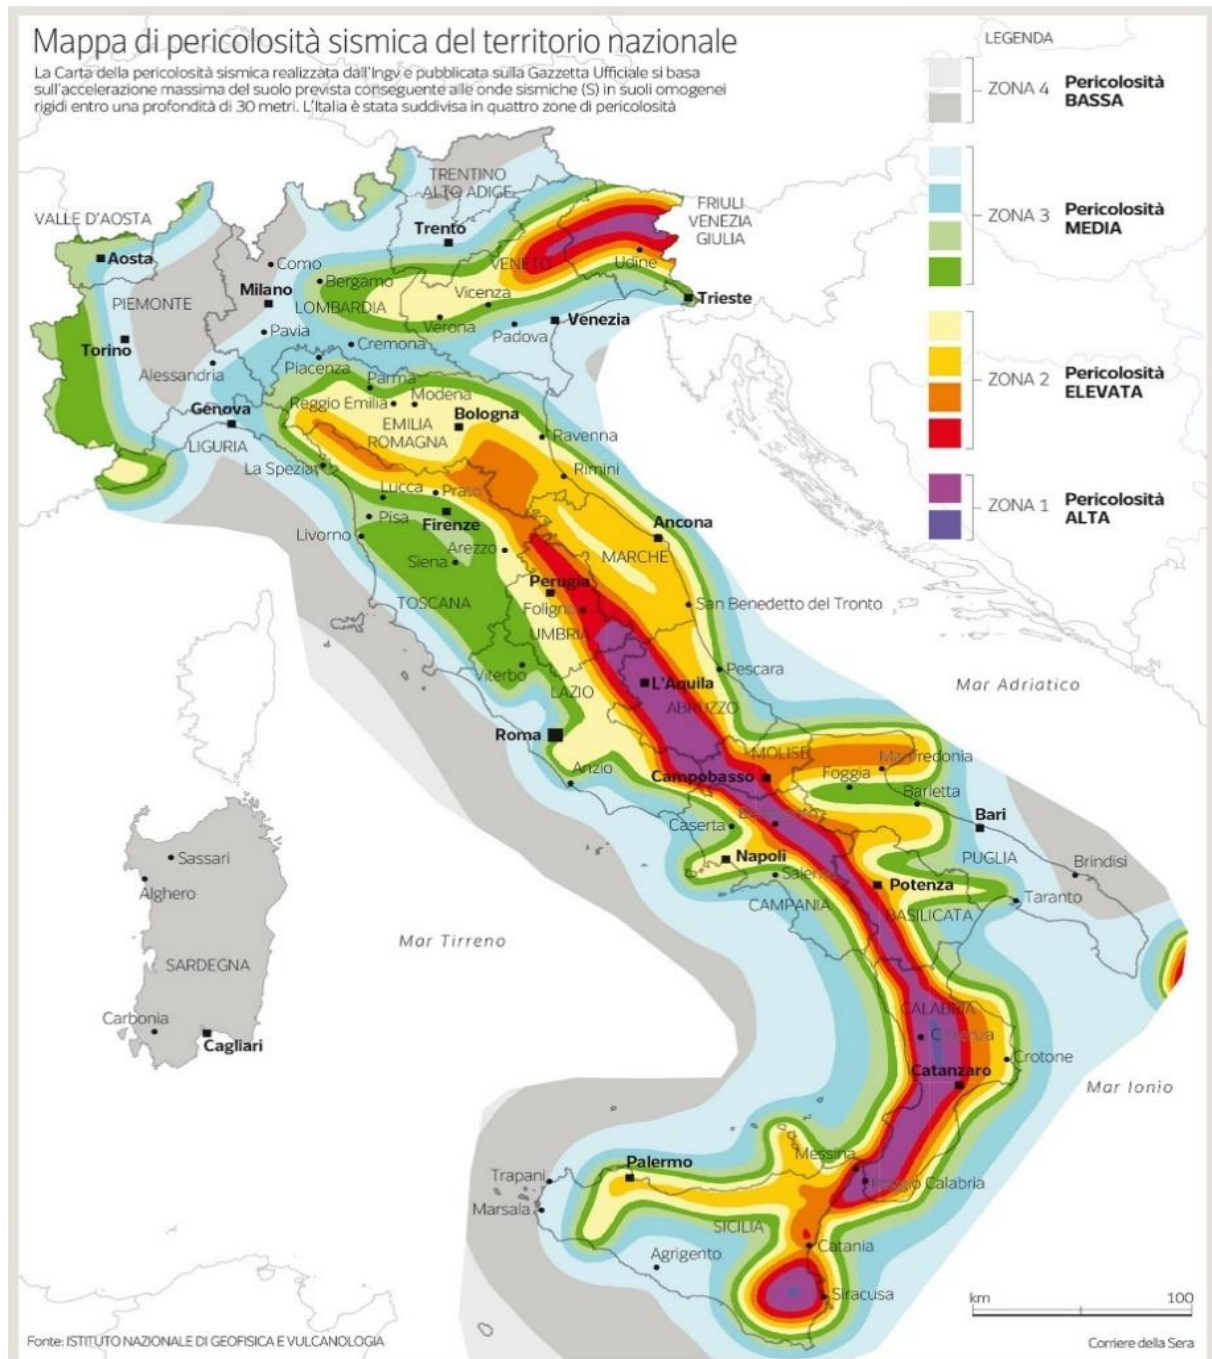 Mappa di pericolosità sismica del territorio nazionale
La Carta della pericolosità sismica realizzata dall'Ingv e pubblicata sulla Gazzetta Ufficiale si basa
sull'accelerazione massima del suolo prevista conseguente alle onde sismiche (S) in suoli omogenei
rigidi entro una profondità di 30 metri. L'Italia è stata suddivisa in quattro zone di pericolosità
LEGENDA
ZONA 4
Pericolosità
BASSA
ZONA 3
Pericolosità
MEDIA
ZONA 2
Pericolosità
ELEVATA
ZONA 1
Pericolosità
ALTA
TRENTINO
ALTO ADIGE
FRIULI
VENEZIA
GIULIA
VALLE D'AOSTA
Trento
Aosta
Como
VENETO
Udine
Bergamo
Milano
Vicenza
Trieste
PIEMONTE
LOMBARDIA
Venezia
Pavia
Verona
Padova
Torino
Cremona
Alessandria
Piacenza
Parma
Modena
Reggio Emilia
Genova
Bologna
EMILIA
ROMAGNA
Ravenna
LIGURIA
La Spezia
Rimini
Lucca
Prato
Pisa
Firenze
Ancona
Livorno
Arezzo
Siena
MARCHE
Perugia
TOSCANA
Foligno
San Benedetto del Tronto
UMBRIA
Viterbo
Pescara
L'Aquila
Mar Adriatico
LAZIO
ABRUZZO
Roma
MOLISE
Manfredonia
Anzio
Campobasso
Foggia
Barletta
Caserta
Bari
Napoli
PUGLIA
Brindisi
Sassari
Salerno
Potenza
Alghero
Taranto
CAMPANIA
BASILICATA
Mar Tirreno
SARDEGNA
CALABRIA
Carbonia
Cosenza
Cagliari
Crotone
Catanzaro
Mar Ionio
Messina
Palermo
Trapani
Reggio Calabria
Marsala
SICILIA
Catania
Agrigento
Siracusa
km 100
Fonte: ISTITUTO NAZIONALE DI GEOFISICA E VULCANOLOGIA
Corriere della Sera